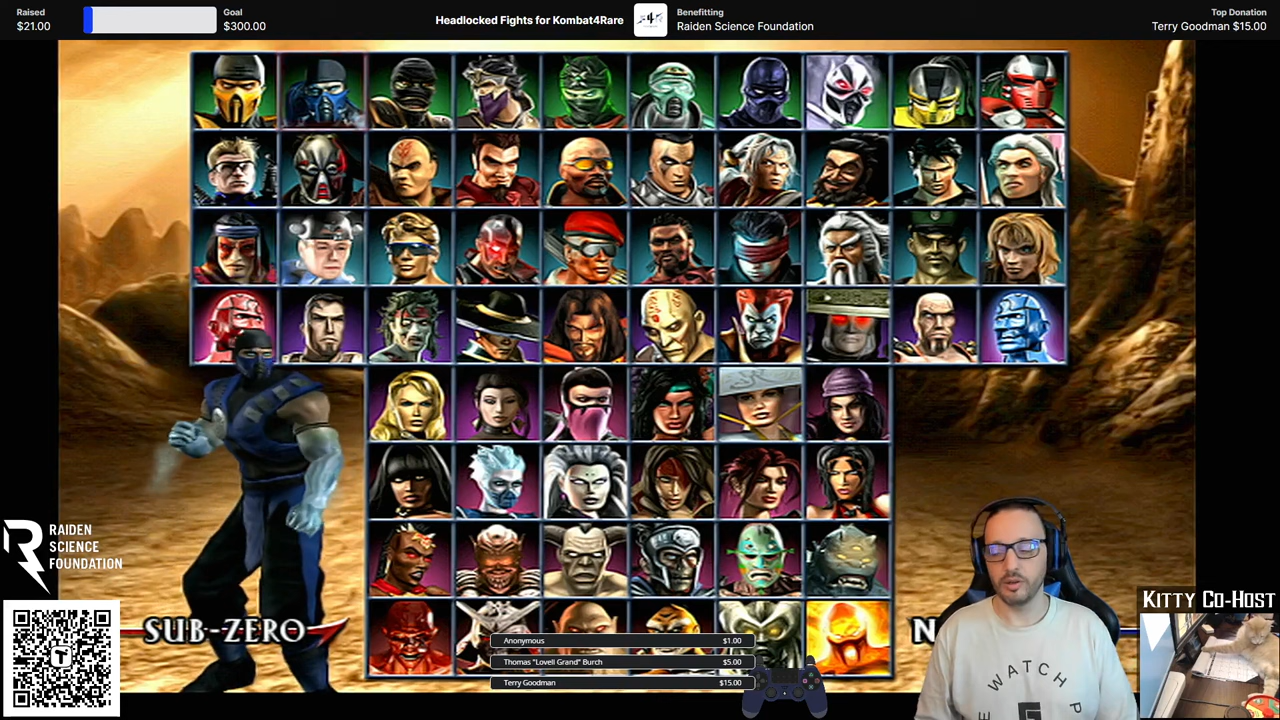 Raised
$21.00
Goal
$300.00
Headlocked Fights for Kombat4Rare
Benefitting
Raiden Science Foundation
Top Donation
Terry Goodman $15.00
RAIDEN
SCIENCE
FOUNDATION
SUB-ZERO
Anonymous $1.00
Thomas "Lovell Grand" Burch $5.00
Terry Goodman $15.00
KITTY CO-HOST
WATCH